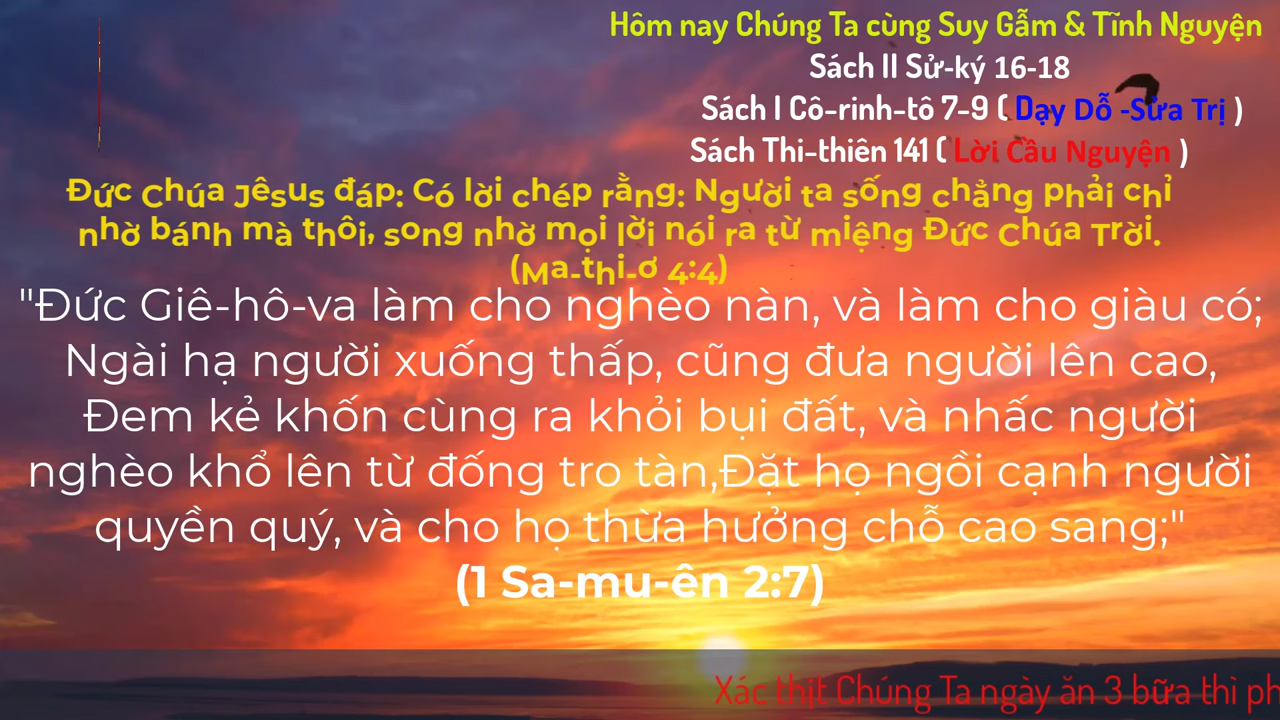 Hôm nay Chúng Ta cùng Suy Gẫm & Tĩnh Nguyện
Sách II Sử-ký 16-18
Sách I Cô-rinh-tô 7-9 ( Dạy Dỗ -Sửa Trị )
Sách Thi-thiên 141 ( Lời Cầu Nguyện )
Đức Chúa Jêsus đáp: Có lời chép rằng: Người ta sống chẳng phải chỉ
nhờ bánh mà thôi, song nhờ mọi lời nói ra từ miệng Đức Chúa Trời.
(Ma-thi-ơ 4:4)
"Đức Giê-hô-va làm cho nghèo nàn, và làm cho giàu có;
Ngài hạ người xuống thấp, cũng đưa người lên cao,
Đem kẻ khốn cùng ra khỏi bụi đất, và nhấc người
nghèo khổ lên từ đống tro tàn,Đặt họ ngồi cạnh người
quyền quý, và cho họ thừa hưởng chỗ cao sang;"
(1 Sa-mu-ên 2:7)
Xác thịt Chúng Ta ngày ăn 3 bữa thì ph